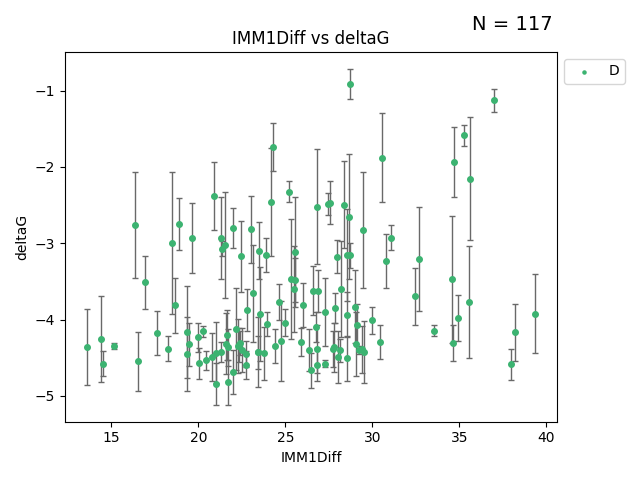 N = 117
IMM1Diff vs deltaG
D
deltaG
−1
−2
−3
−4
−5
15 20 25 30 35 40
IMM1Diff